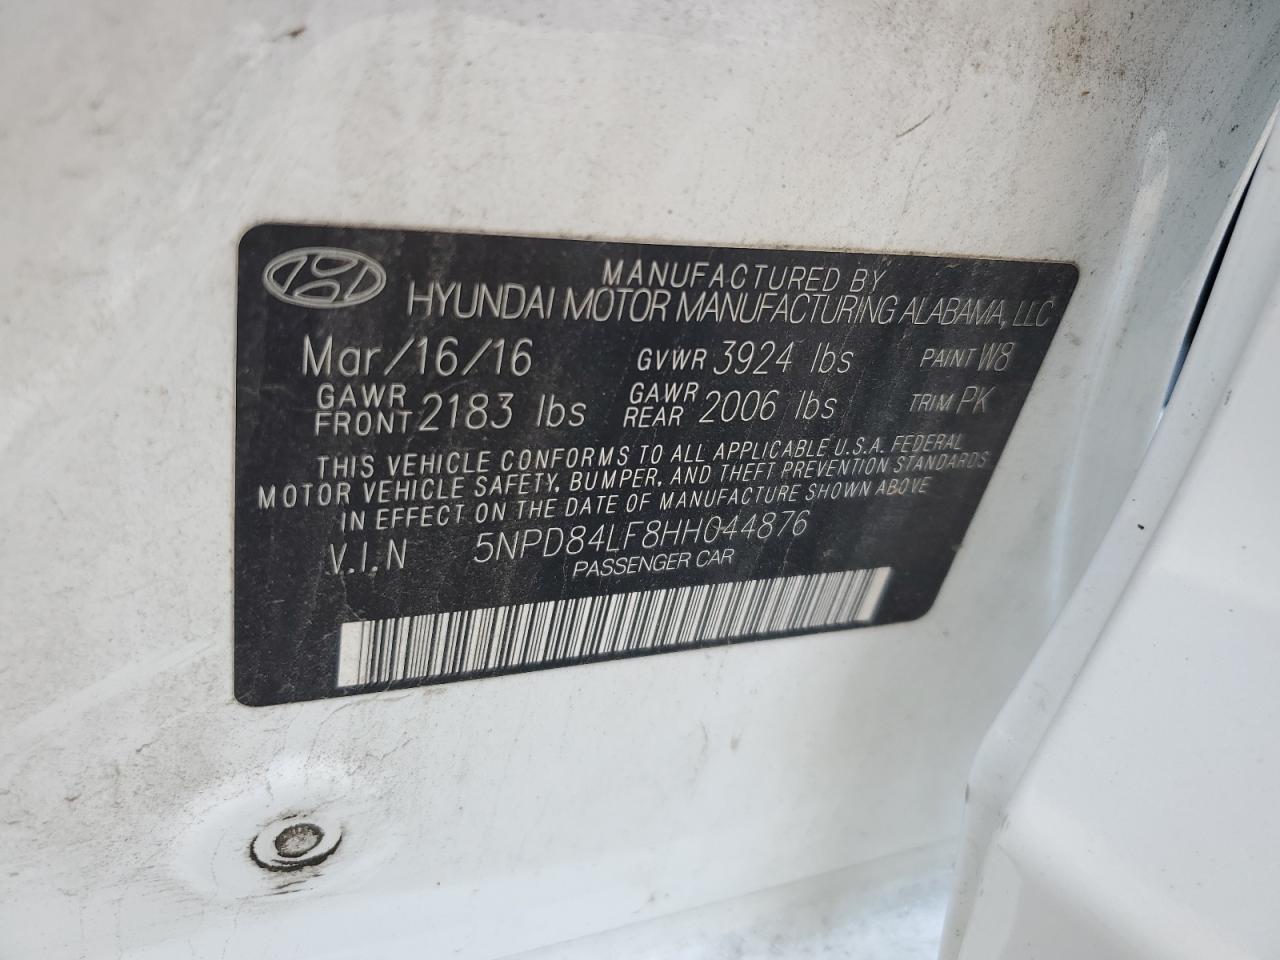 MANUFACTURED BY
HYUNDAI MOTOR MANUFACTURING ALABAMA, LLC
Mar/16/16 GVWR 3924 lbs PAINT W8
GAWR FRONT 2183 lbs GAWR REAR 2006 lbs TRIM PK
THIS VEHICLE CONFORMS TO ALL APPLICABLE U.S.A. FEDERAL
MOTOR VEHICLE SAFETY, BUMPER, AND THEFT PREVENTION STANDARDS
IN EFFECT ON THE DATE OF MANUFACTURE SHOWN ABOVE
V.I.N 5NPD84LF8HH044876
PASSENGER CAR